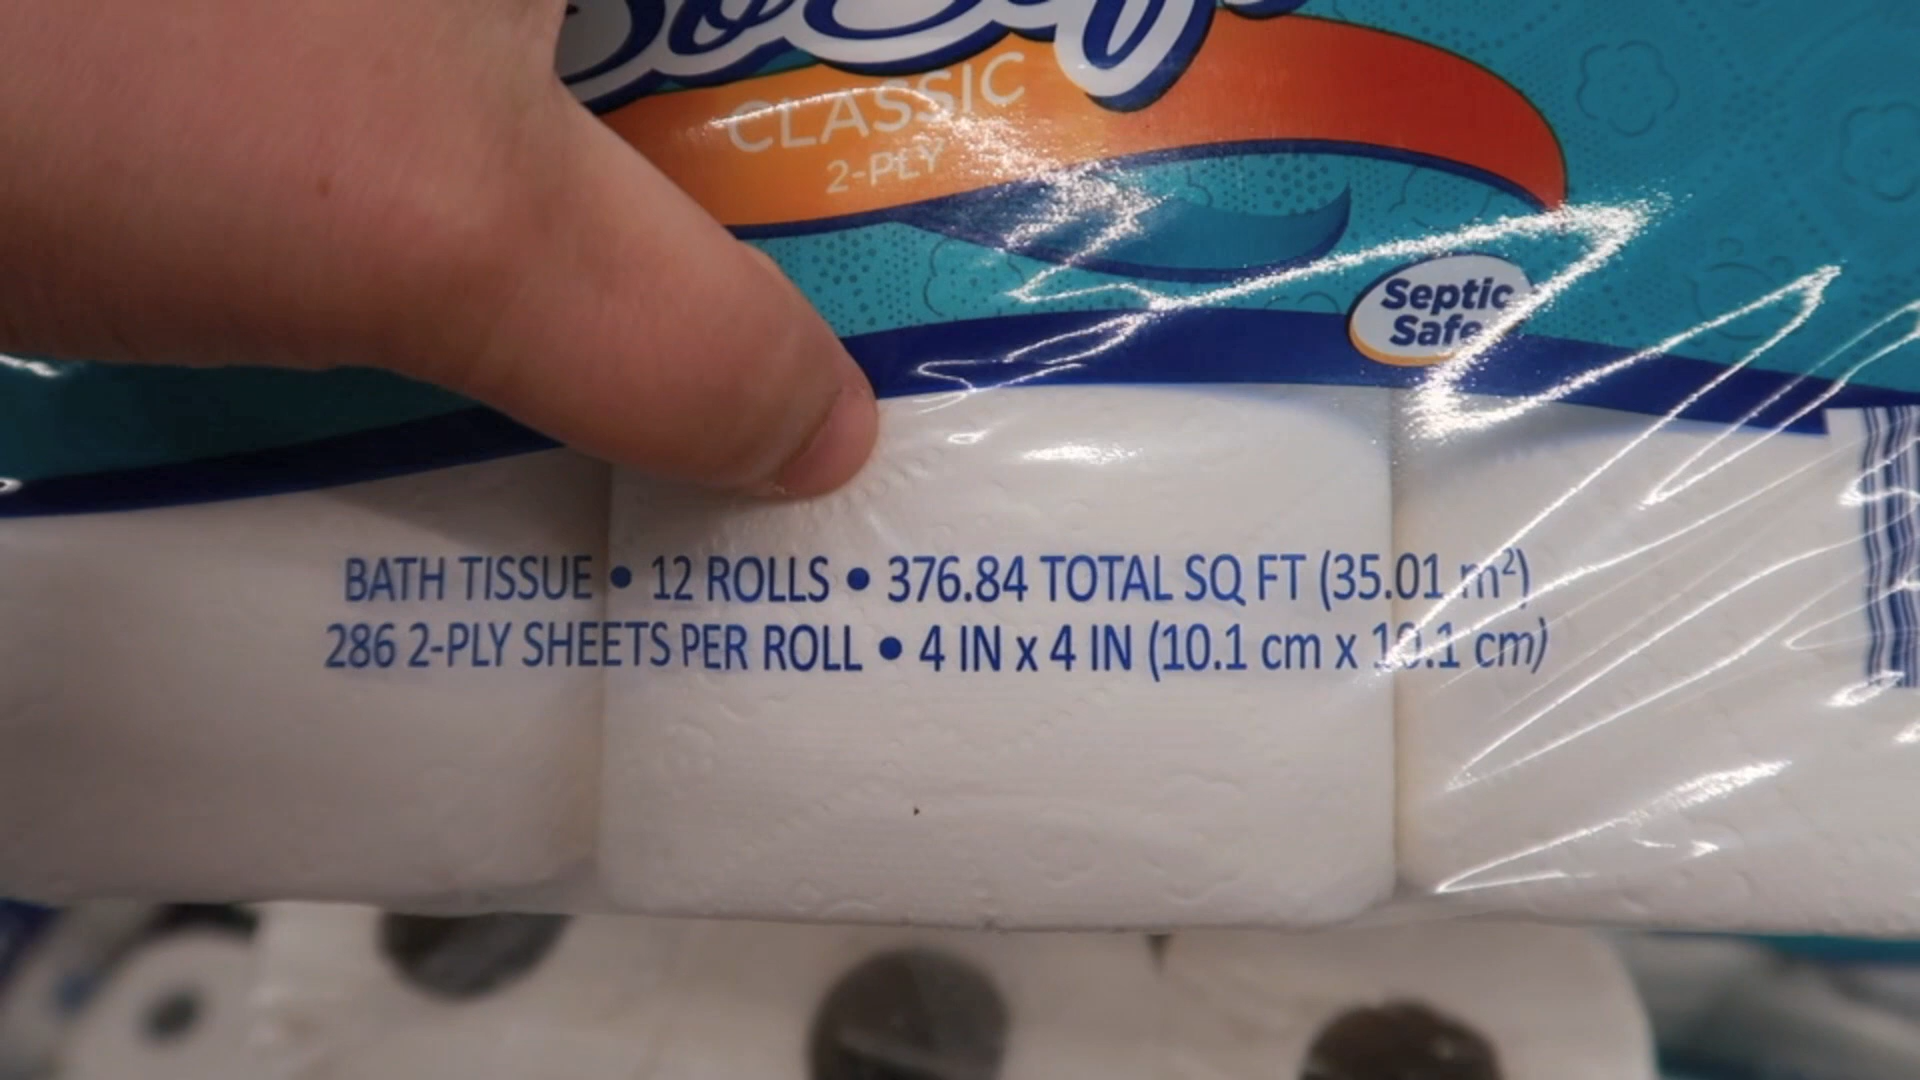 CLASSIC
2-PLY
Septic
Safe
BATH TISSUE • 12 ROLLS • 376.84 TOTAL SQ FT (35.01 m²)
286 2-PLY SHEETS PER ROLL • 4 IN x 4 IN (10.1 cm x 10.1 cm)